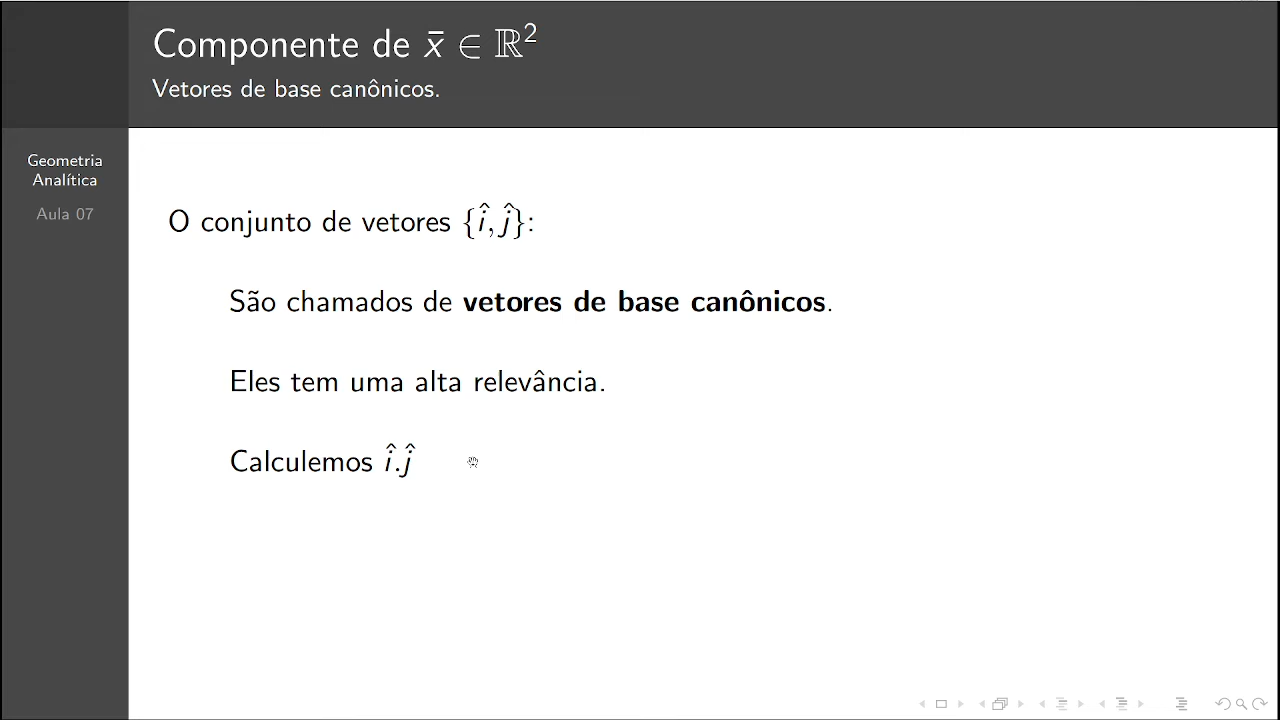 Componente de x̄ ∈ ℝ²
Vetores de base canônicos.
Geometria
Analítica
Aula 07
O conjunto de vetores {î, ĵ}:
São chamados de vetores de base canônicos.
Eles tem uma alta relevância.
Calculemos î.ĵ